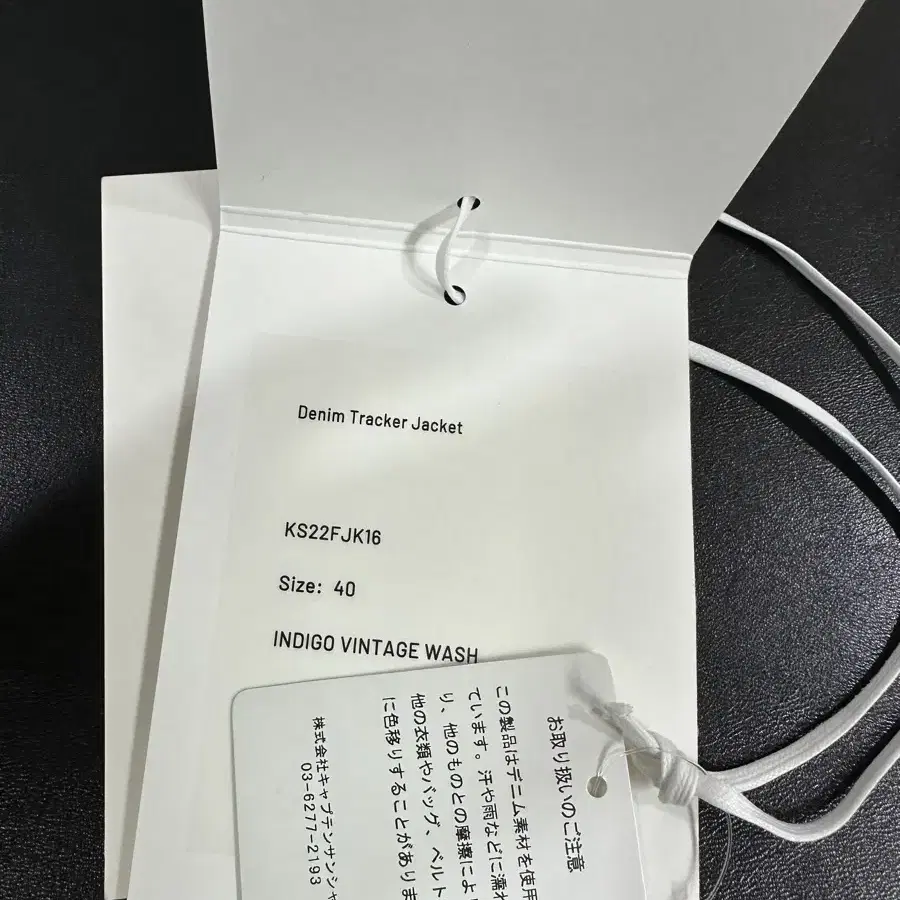 Denim Tracker Jacket
KS22FJK16
Size: 40
INDIGO VINTAGE WASH
お取り扱いのご注意
この製品はデニム素材を使用
ています。汗や雨などに濡れ
り、他のものとの摩擦によ
他の衣類やバッグ、ベルト
に色移りすることがありま
株式会社キャプテンサンシャ
03-6277-2193